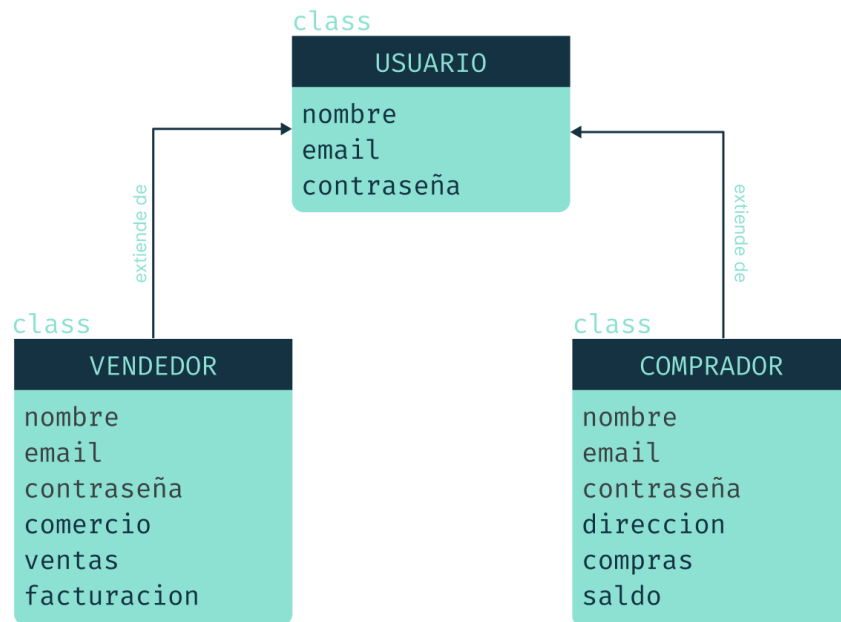 class
USUARIO
nombre
email
contraseña
extiende de
extiende de
class
VENDEDOR
nombre
email
contraseña
comercio
ventas
facturacion
class
COMPRADOR
nombre
email
contraseña
direccion
compras
saldo